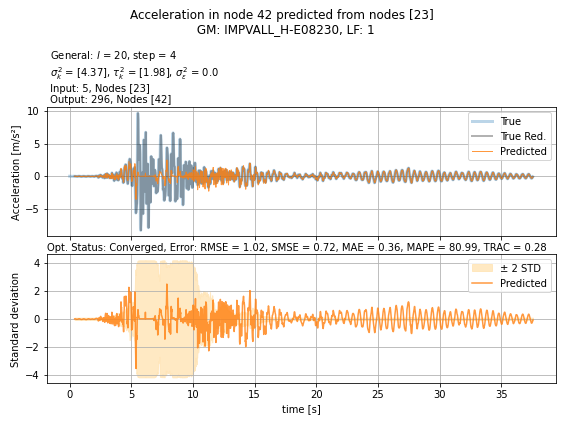 Acceleration in node 42 predicted from nodes [23]
GM: IMPVALL_H-E08230, LF: 1
General: l = 20, step = 4
σ²ₖ = [4.37], τ²ₖ = [1.98], σ²ε = 0.0
Input: 5, Nodes [23]
Output: 296, Nodes [42]
10
5
0
−5
Acceleration [m/s²]
True
True Red.
Predicted
Opt. Status: Converged, Error: RMSE = 1.02, SMSE = 0.72, MAE = 0.36, MAPE = 80.99, TRAC = 0.28
4
2
0
−2
−4
Standard deviation
± 2 STD
Predicted
0 5 10 15 20 25 30 35
time [s]